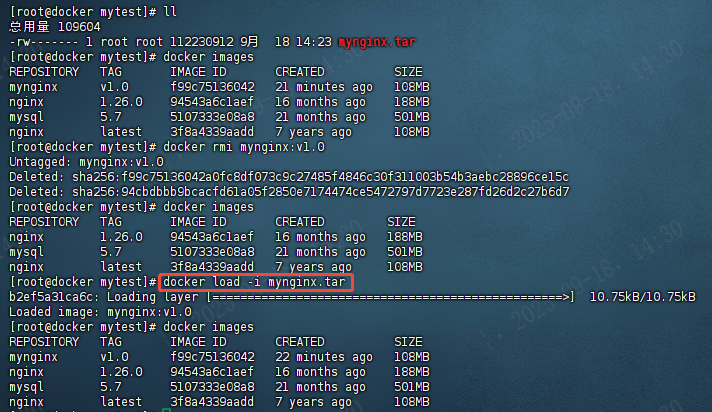 [root@docker mytest]# ll
总用量 109604
-rw------- 1 root root 112230912 9月  18 14:23 mynginx.tar
[root@docker mytest]# docker images
REPOSITORY   TAG       IMAGE ID       CREATED          SIZE
mynginx      v1.0      f99c75136042   21 minutes ago   108MB
nginx        1.26.0    94543a6c1aef   16 months ago    188MB
mysql        5.7       5107333e08a8   21 months ago    501MB
nginx        latest    3f8a4339aadd   7 years ago      108MB
[root@docker mytest]# docker rmi mynginx:v1.0
Untagged: mynginx:v1.0
Deleted: sha256:f99c75136042a0fc8df073c9c27485f4846c30f311003b54b3aebc28896ce15c
Deleted: sha256:94cbdbbb9bcacfd61a05f2850e7174474ce5472797d7723e287fd26d2c27b6d7
[root@docker mytest]# docker images
REPOSITORY   TAG       IMAGE ID       CREATED         SIZE
nginx        1.26.0    94543a6c1aef   16 months ago   188MB
mysql        5.7       5107333e08a8   21 months ago   501MB
nginx        latest    3f8a4339aadd   7 years ago     108MB
[root@docker mytest]# docker load -i mynginx.tar
b2ef5a31ca6c: Loading layer [==================================================>]  10.75kB/10.75kB
Loaded image: mynginx:v1.0
[root@docker mytest]# docker images
REPOSITORY   TAG       IMAGE ID       CREATED          SIZE
mynginx      v1.0      f99c75136042   22 minutes ago   108MB
nginx        1.26.0    94543a6c1aef   16 months ago    188MB
mysql        5.7       5107333e08a8   21 months ago    501MB
nginx        latest    3f8a4339aadd   7 years ago      108MB